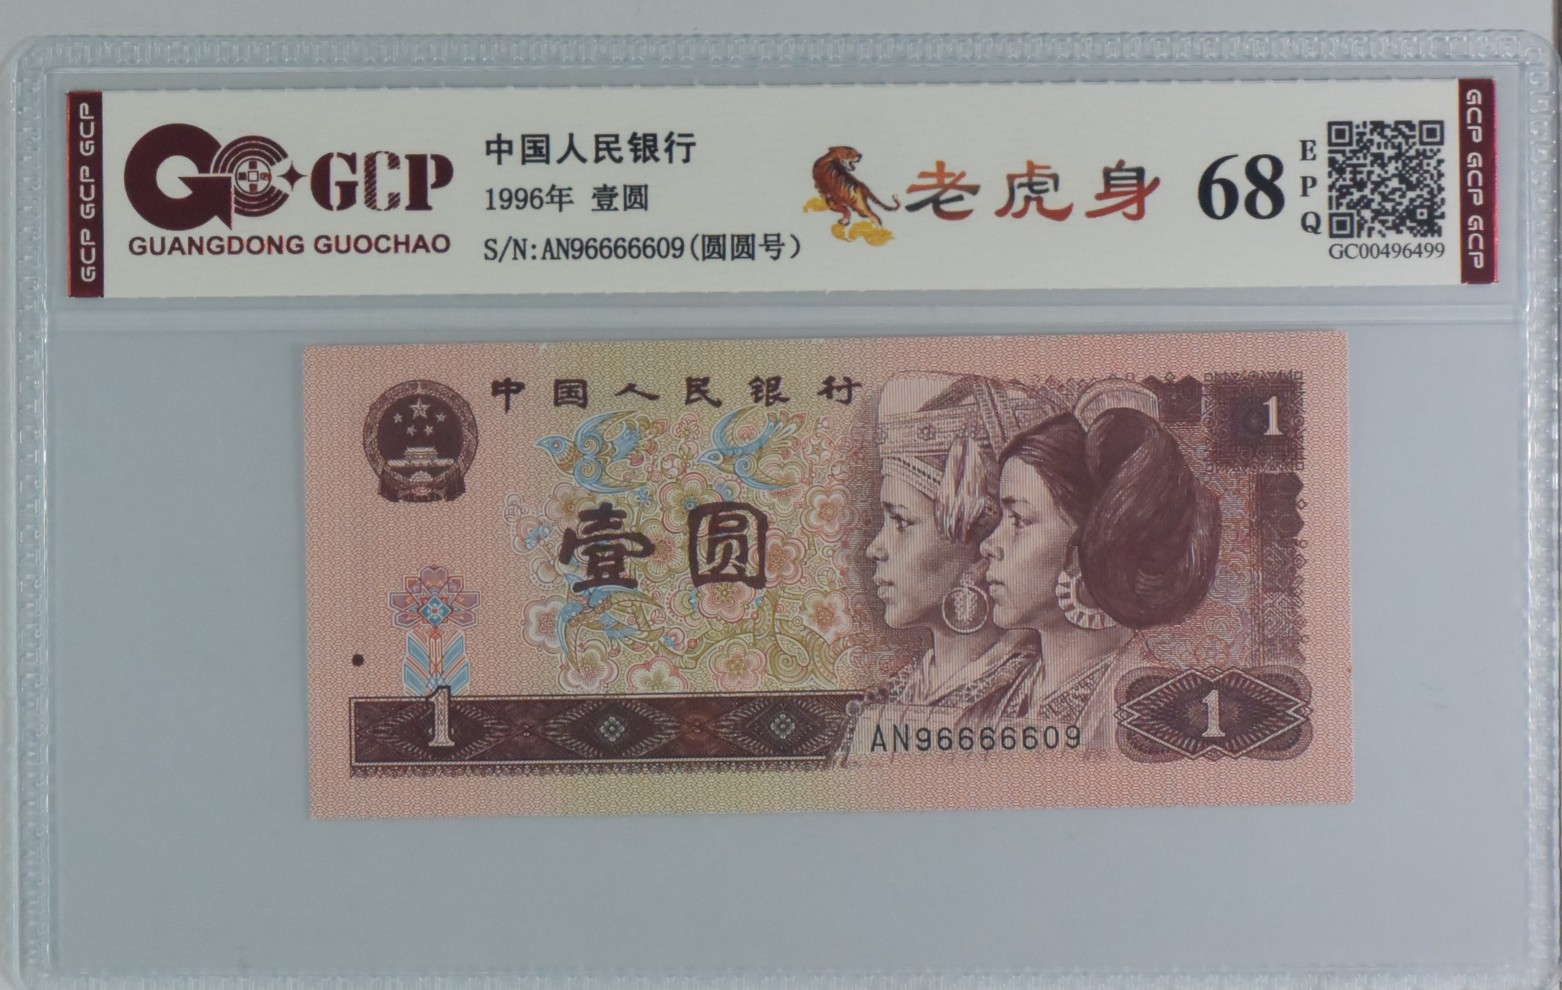 GCP GCP GCP
GCP
GUANGDONG GUOCHAO
中国人民银行
1996年 壹圆
S/N:AN96666609(圆圆号)
老虎身
68
EPQ
GC00496499
GCP GCP GCP
中国人民银行
1
壹圆
1
AN96666609
1